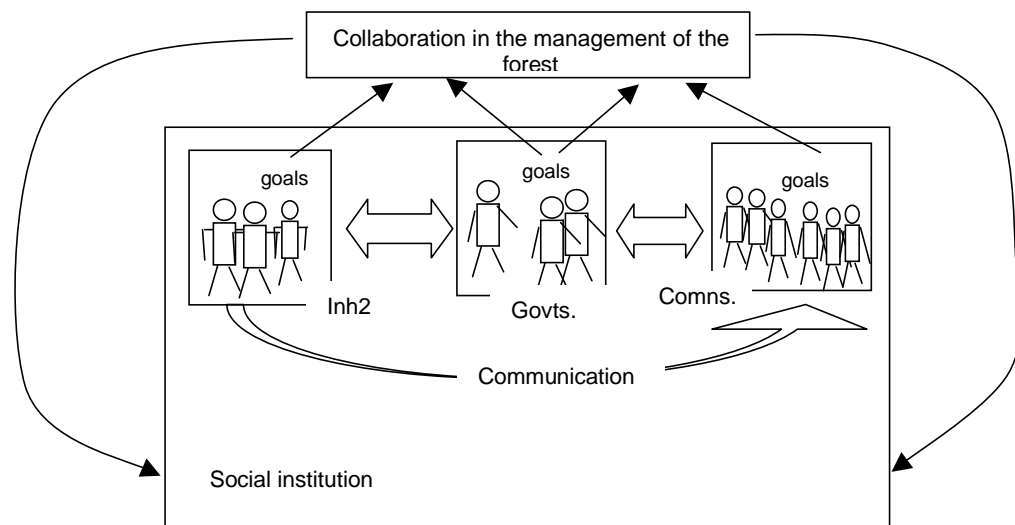 Collaboration in the management of the
forest
goals
goals
goals
Inh2
Govts.
Comns.
Communication
Social institution